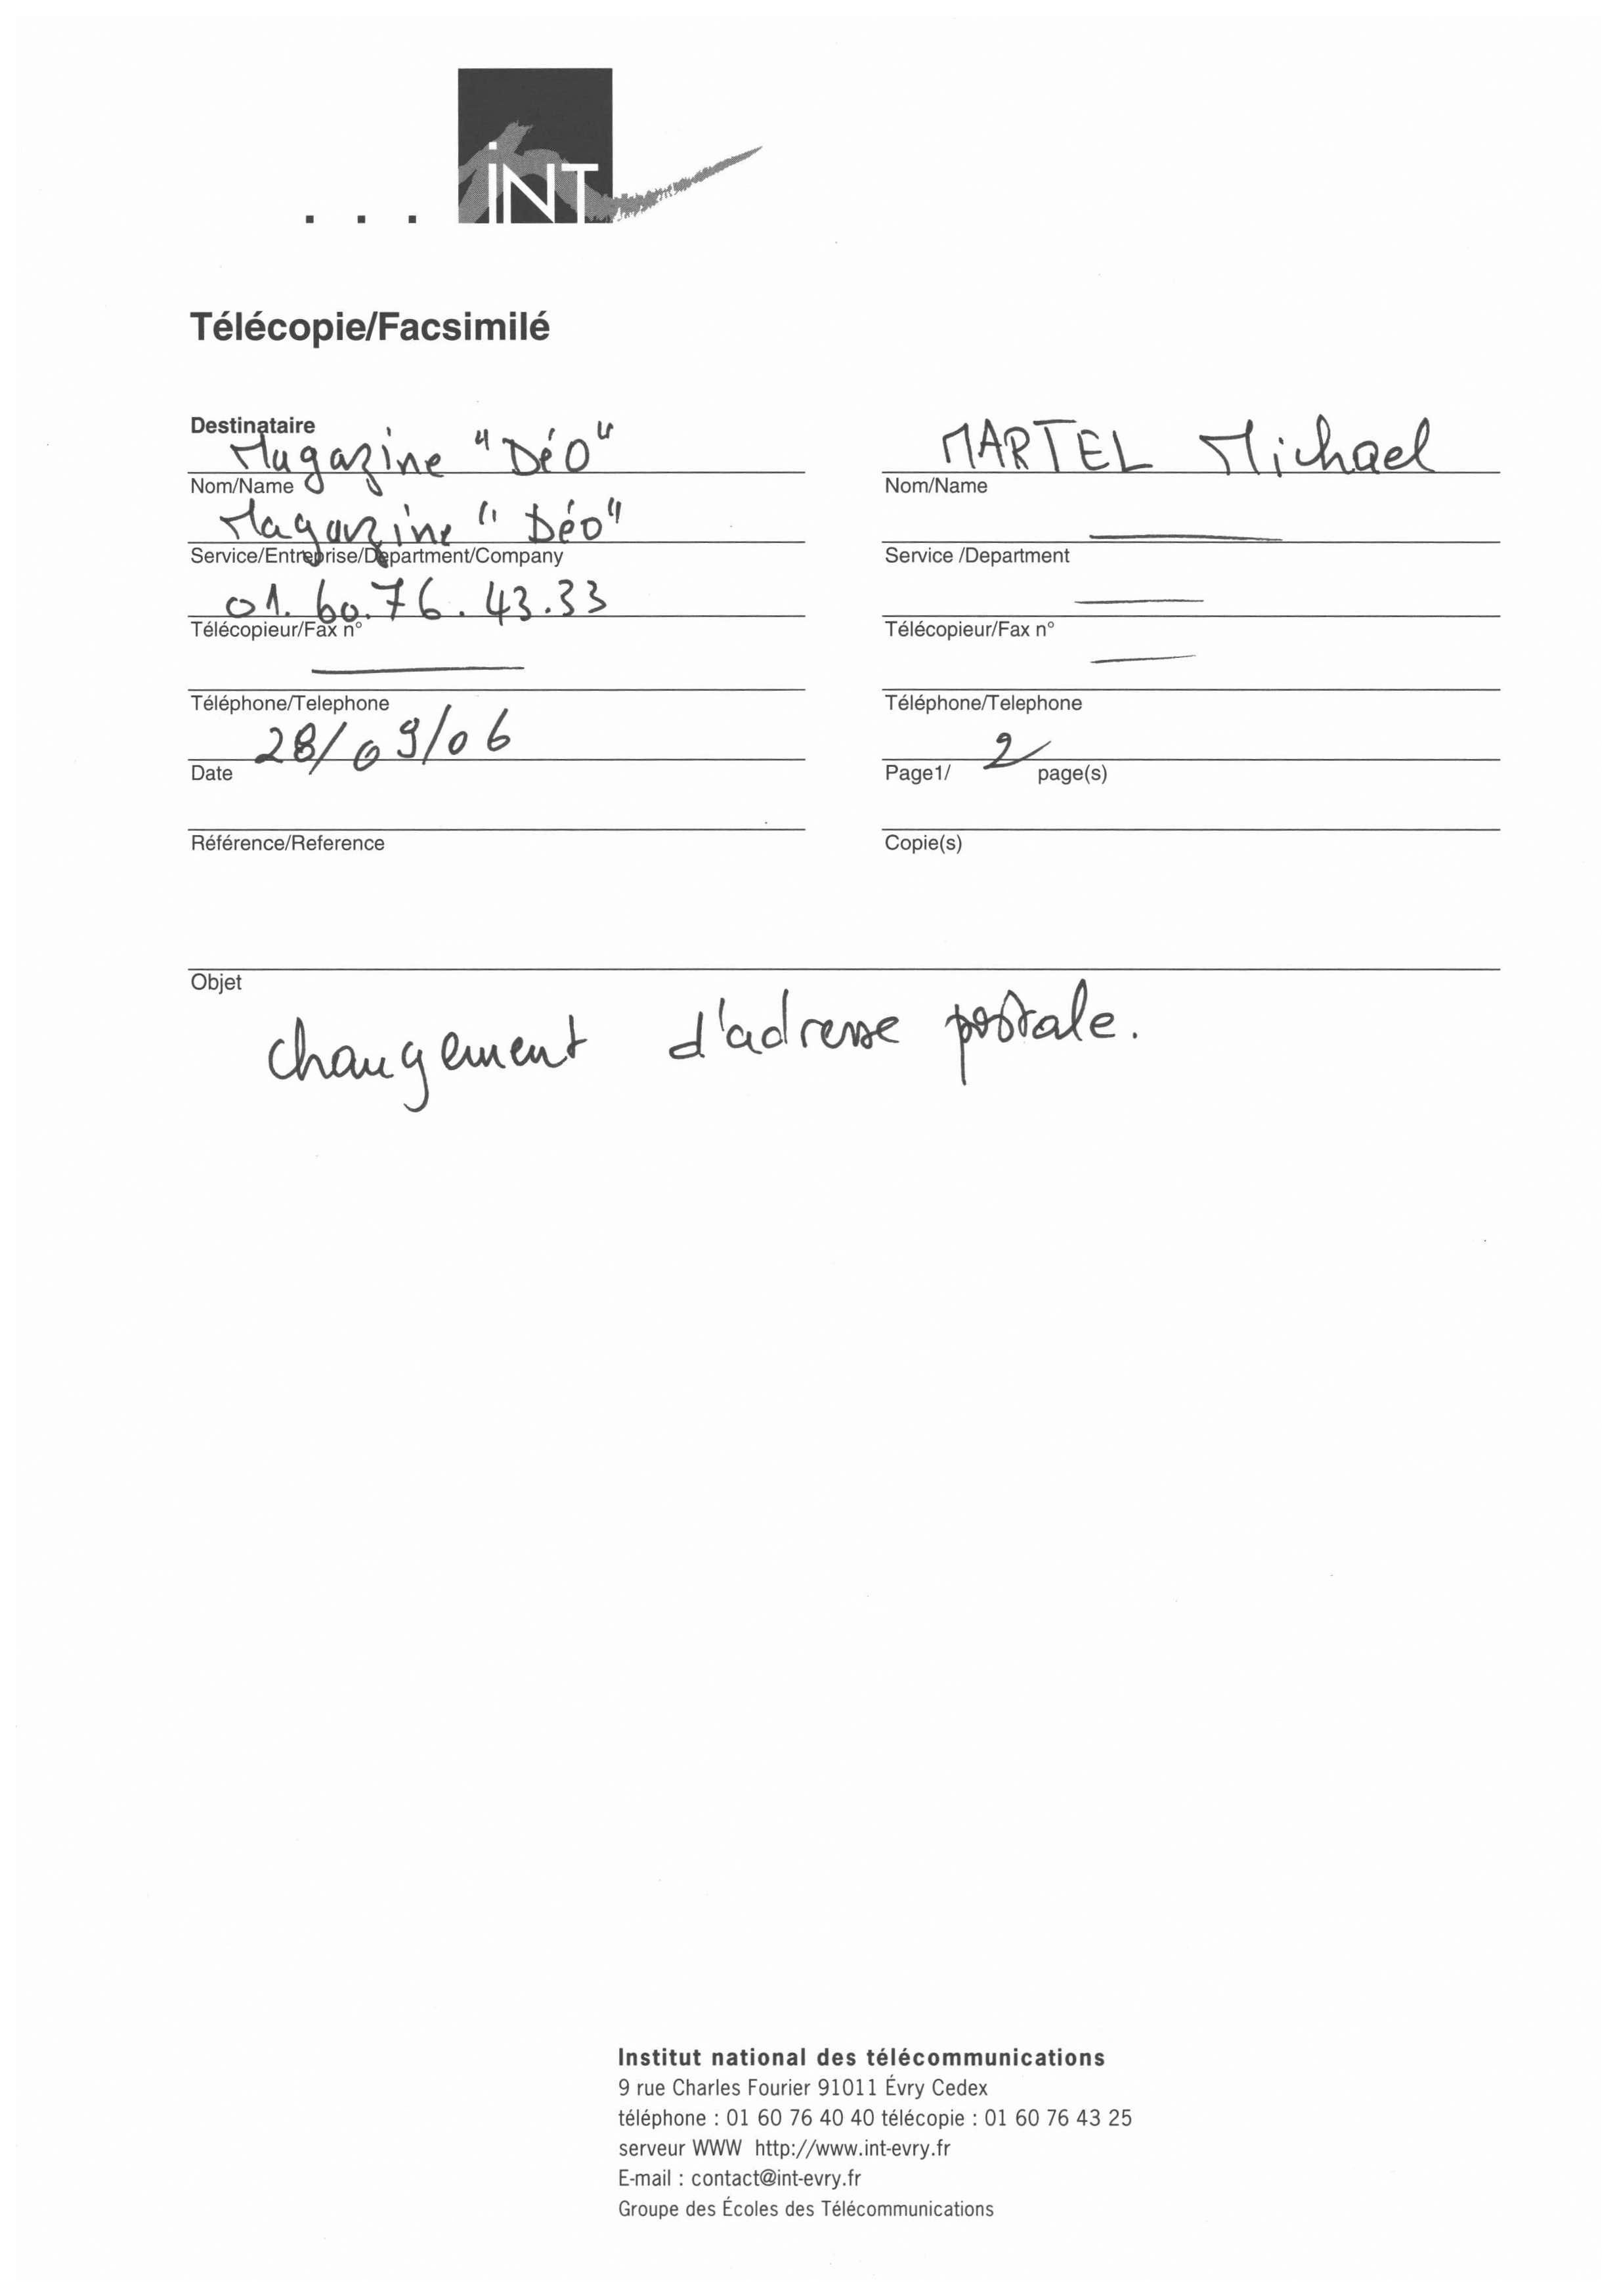 ... iNT
Télécopie/Facsimilé
Destinataire
Magazine "Déo"
Nom/Name
Magazine "Déo"
Service/Entreprise/Department/Company
01.60.76.43.33
Télécopieur/Fax n°
Téléphone/Telephone
28/09/06
Date
Référence/Reference
MARTEL Michael
Nom/Name
Service /Department
Télécopieur/Fax n°
Téléphone/Telephone
Page1/ 2 page(s)
Copie(s)
Objet
changement d'adresse postale.
Institut national des télécommunications
9 rue Charles Fourier 91011 Évry Cedex
téléphone : 01 60 76 40 40 télécopie : 01 60 76 43 25
serveur WWW http://www.int-evry.fr
E-mail : contact@int-evry.fr
Groupe des Écoles des Télécommunications